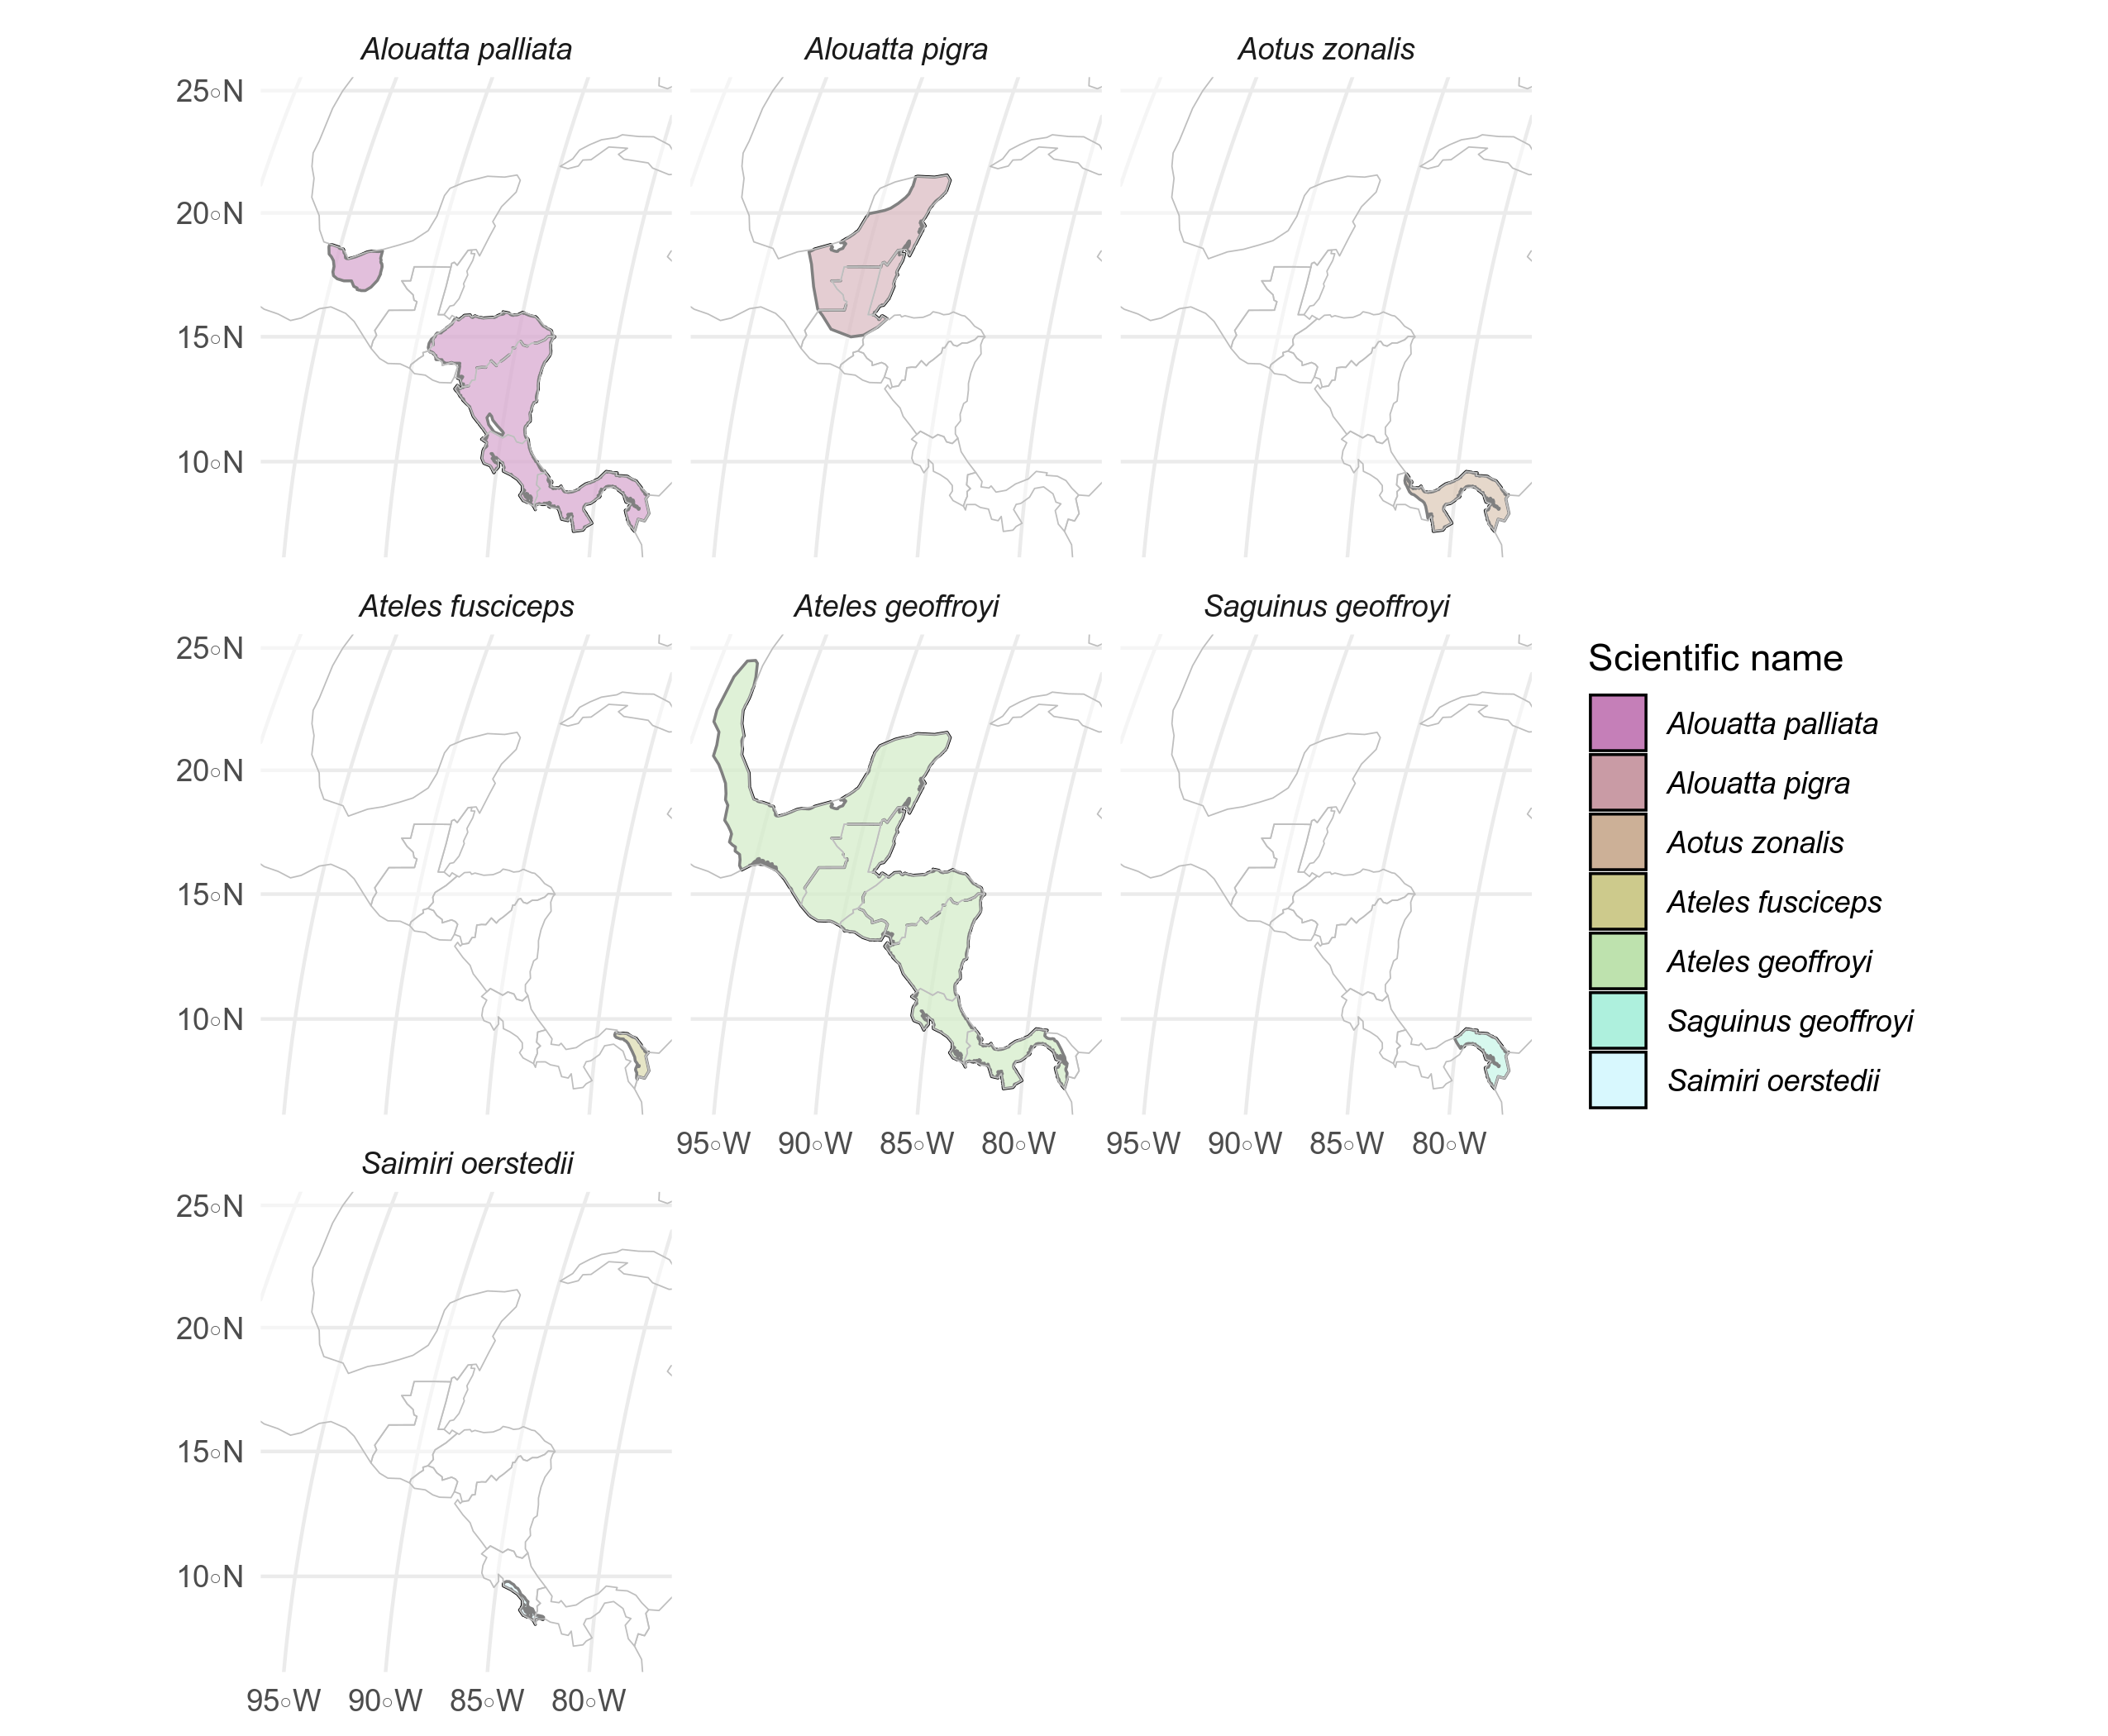 Alouatta palliata
Alouatta pigra
Aotus zonalis
25◦N
20◦N
15◦N
10◦N
Ateles fusciceps
Ateles geoffroyi
Saguinus geoffroyi
25◦N
20◦N
15◦N
10◦N
95◦W 90◦W 85◦W 80◦W
95◦W 90◦W 85◦W 80◦W
Scientific name
Alouatta palliata
Alouatta pigra
Aotus zonalis
Ateles fusciceps
Ateles geoffroyi
Saguinus geoffroyi
Saimiri oerstedii
Saimiri oerstedii
25◦N
20◦N
15◦N
10◦N
95◦W 90◦W 85◦W 80◦W